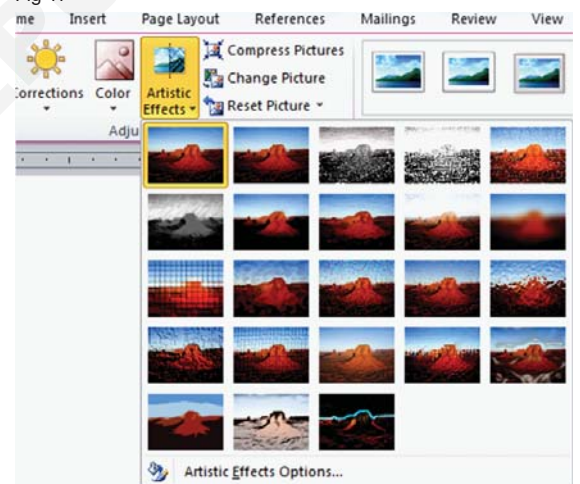 me Insert Page Layout References Mailings Review View
Corrections Color Artistic Effects
Compress Pictures
Change Picture
Reset Picture
Adju
Artistic Effects Options...